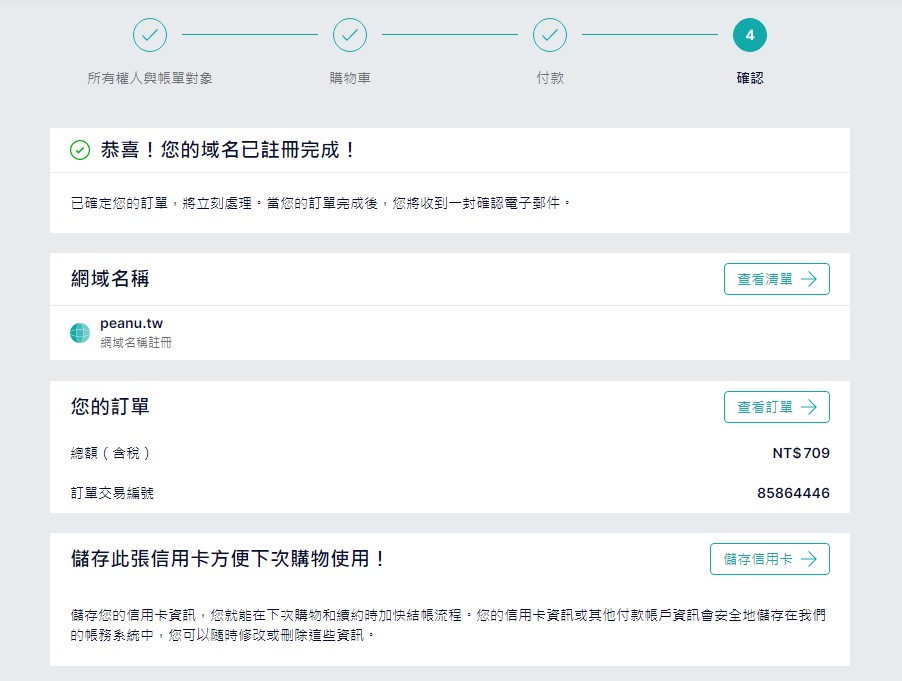 4
所有權人與帳單對象
購物車
付款
確認
恭喜！您的域名已註冊完成！
已確定您的訂單，將立刻處理。當您的訂單完成後，您將收到一封確認電子郵件。
網域名稱
查看清單
peanu.tw
網域名稱註冊
您的訂單
查看訂單
總額（含稅） NT$709
訂單交易編號 85864446
儲存此張信用卡方便下次購物使用！
儲存信用卡
儲存您的信用卡資訊，您就能在下次購物和續約時加快結帳流程。您的信用卡資訊或其他付款帳戶資訊會安全地儲存在我們
的帳務系統中，您可以隨時修改或刪除這些資訊。